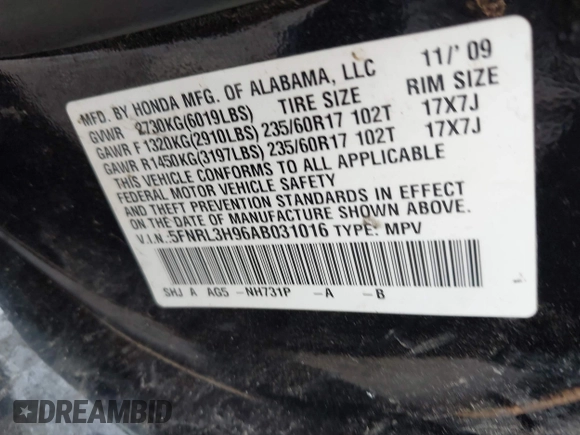 MFD. BY HONDA MFG. OF ALABAMA, LLC 11/' 09
GVWR 2730KG(6019LBS) TIRE SIZE RIM SIZE
GAWR F 1320KG(2910LBS) 235/60R17 102T 17X7J
GAWR R1450KG(3197LBS) 235/60R17 102T 17X7J
THIS VEHICLE CONFORMS TO ALL APPLICABLE
FEDERAL MOTOR VEHICLE SAFETY
AND THEFT PREVENTION STANDARDS IN EFFECT
ON THE DATE OF MANUFACTURE SHOWN ABOVE.
V.I.N.: 5FNRL3H96AB031016 TYPE: MPV
SHJ A AG5 -NH731P -A -B
DREAMBID